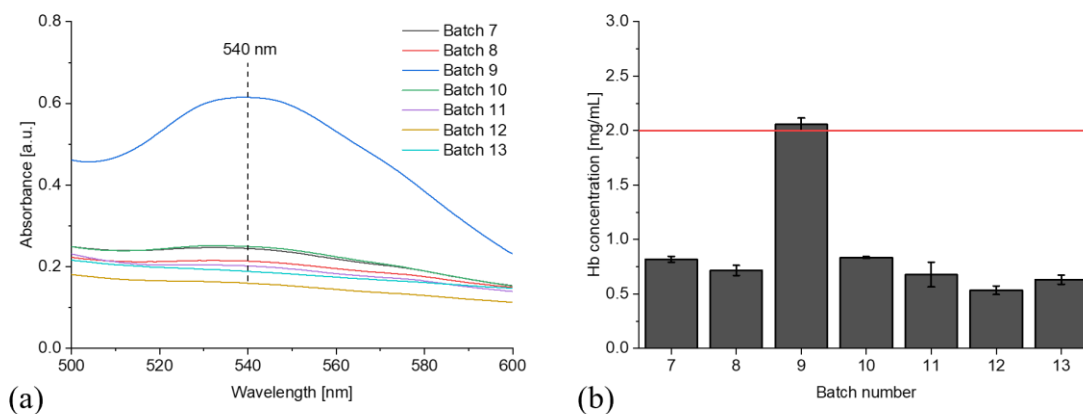 0.8
0.6
0.4
0.2
0.0
Absorbance [a.u.]
540 nm
Batch 7
Batch 8
Batch 9
Batch 10
Batch 11
Batch 12
Batch 13
500 520 540 560 580 600
Wavelength [nm]
(a)
3.0
2.5
2.0
1.5
1.0
0.5
0.0
Hb concentration [mg/mL]
7 8 9 10 11 12 13
Batch number
(b)